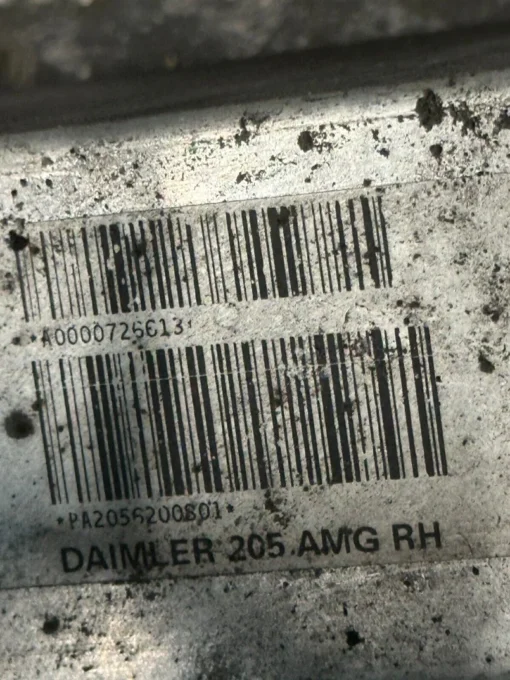 *A0000726613*
*PA2056200801*
DAIMLER 205 AMG RH